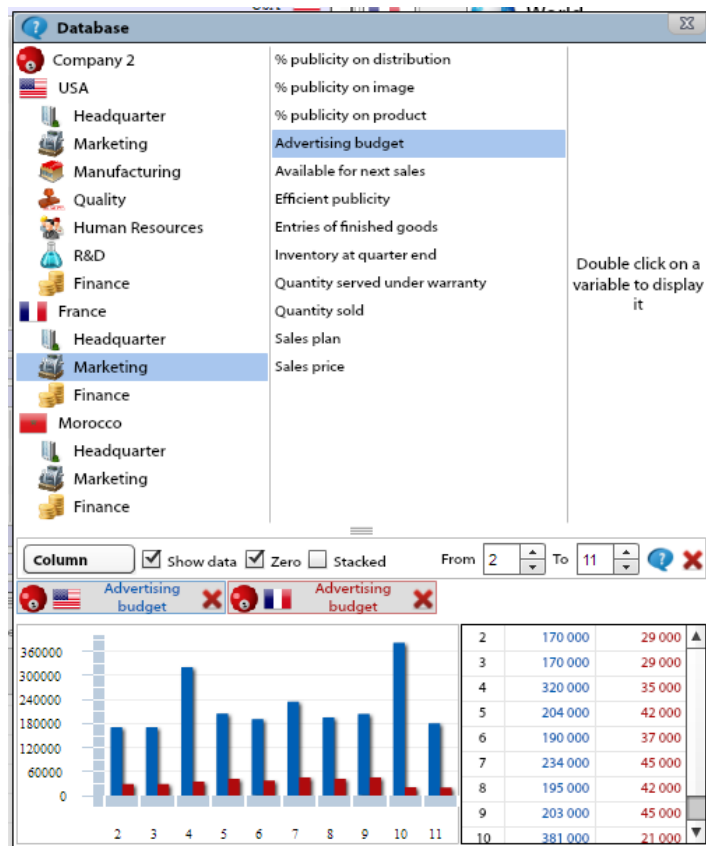 Database
Company 2
USA
Headquarter
Marketing
Manufacturing
Quality
Human Resources
R&D
Finance
France
Headquarter
Marketing
Finance
Morocco
Headquarter
Marketing
Finance
% publicity on distribution
% publicity on image
% publicity on product
Advertising budget
Available for next sales
Efficient publicity
Entries of finished goods
Inventory at quarter end
Quantity served under warranty
Quantity sold
Sales plan
Sales price
Double click on a
variable to display
it
Column Show data Zero Stacked From 2 To 11
Advertising
budget
Advertising
budget
360000
300000
240000
180000
120000
60000
0
2 3 4 5 6 7 8 9 10 11
2 170 000 29 000
3 170 000 29 000
4 320 000 35 000
5 204 000 42 000
6 190 000 37 000
7 234 000 45 000
8 195 000 42 000
9 203 000 45 000
10 381 000 21 000